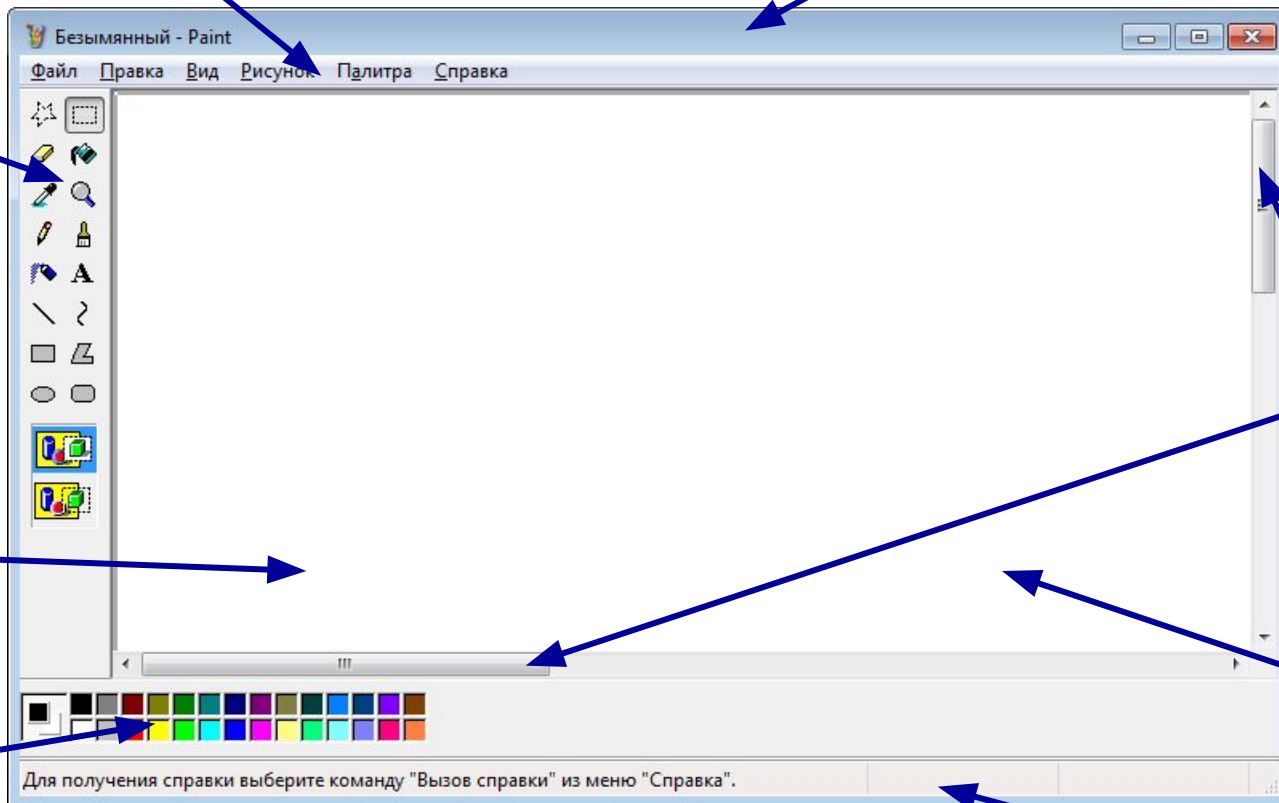 Безымянный - Paint
Файл Правка Вид Рисунок Палитра Справка
A
Для получения справки выберите команду "Вызов справки" из меню "Справка".